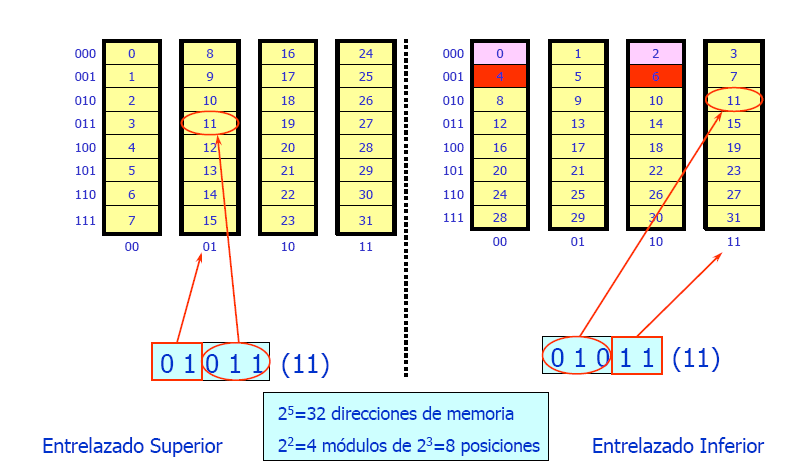 000 0 8 16 24
001 1 9 17 25
010 2 10 18 26
011 3 11 19 27
100 4 12 20 28
101 5 13 21 29
110 6 14 22 30
111 7 15 23 31
00 01 10 11
0 1 0 1 1 (11)
Entrelazado Superior
000 0 1 2 3
001 4 5 6 7
010 8 9 10 11
011 12 13 14 15
100 16 17 18 19
101 20 21 22 23
110 24 25 26 27
111 28 29 30 31
00 01 10 11
0 1 0 1 1 (11)
Entrelazado Inferior
2⁵=32 direcciones de memoria
2²=4 módulos de 2³=8 posiciones